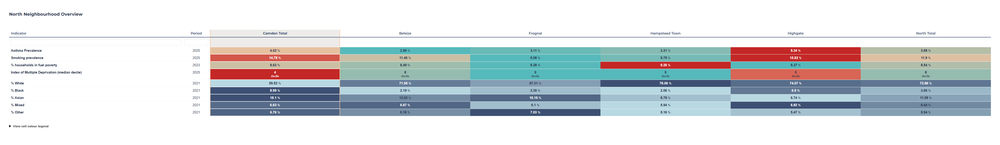 North Neighbourhood Overview
Indicator Period Camden Total Belsize Frognal Hampstead Town Highgate North Total
Asthma Prevalence 2025 4.02 % 2.96 % 3.11 % 3.31 % 5.34 % 3.68 %
Smoking prevalence 2025 14.78 % 11.46 % 9.08 % 9.75 % 15.82 % 11.9 %
% households in fuel poverty 2023 8.63 % 8.49 % 8.28 % 9.26 % 8.27 % 8.54 %
Index of Multiple Deprivation (median decile) 2025 4 8 9 9 5 8
decile decile decile decile decile decile
% White 2021 59.52 % 71.95 % 67.31 % 78.06 % 74.07 % 72.86 %
% Black 2021 8.99 % 2.19 % 3.39 % 2.06 % 6.9 % 3.66 %
% Asian 2021 18.1 % 13.03 % 16.16 % 8.78 % 6.74 % 11.09 %
% Mixed 2021 6.63 % 6.67 % 6.1 % 5.94 % 6.82 % 6.44 %
% Other 2021 6.76 % 6.16 % 7.03 % 5.16 % 5.47 % 5.94 %
View cell colour legend